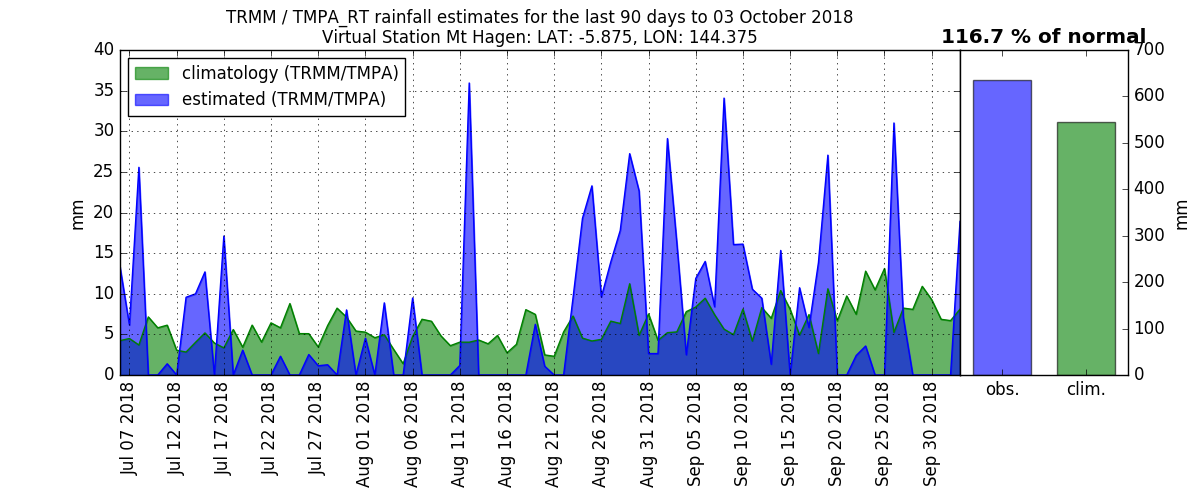 TRMM / TMPA_RT rainfall estimates for the last 90 days to 03 October 2018
Virtual Station Mt Hagen: LAT: -5.875, LON: 144.375
116.7 % of normal
climatology (TRMM/TMPA)
estimated (TRMM/TMPA)
mm
40
35
30
25
20
15
10
5
0
Jul 07 2018
Jul 12 2018
Jul 17 2018
Jul 22 2018
Jul 27 2018
Aug 01 2018
Aug 06 2018
Aug 11 2018
Aug 16 2018
Aug 21 2018
Aug 26 2018
Aug 31 2018
Sep 05 2018
Sep 10 2018
Sep 15 2018
Sep 20 2018
Sep 25 2018
Sep 30 2018
700
600
500
400
300
200
100
0
mm
obs.
clim.